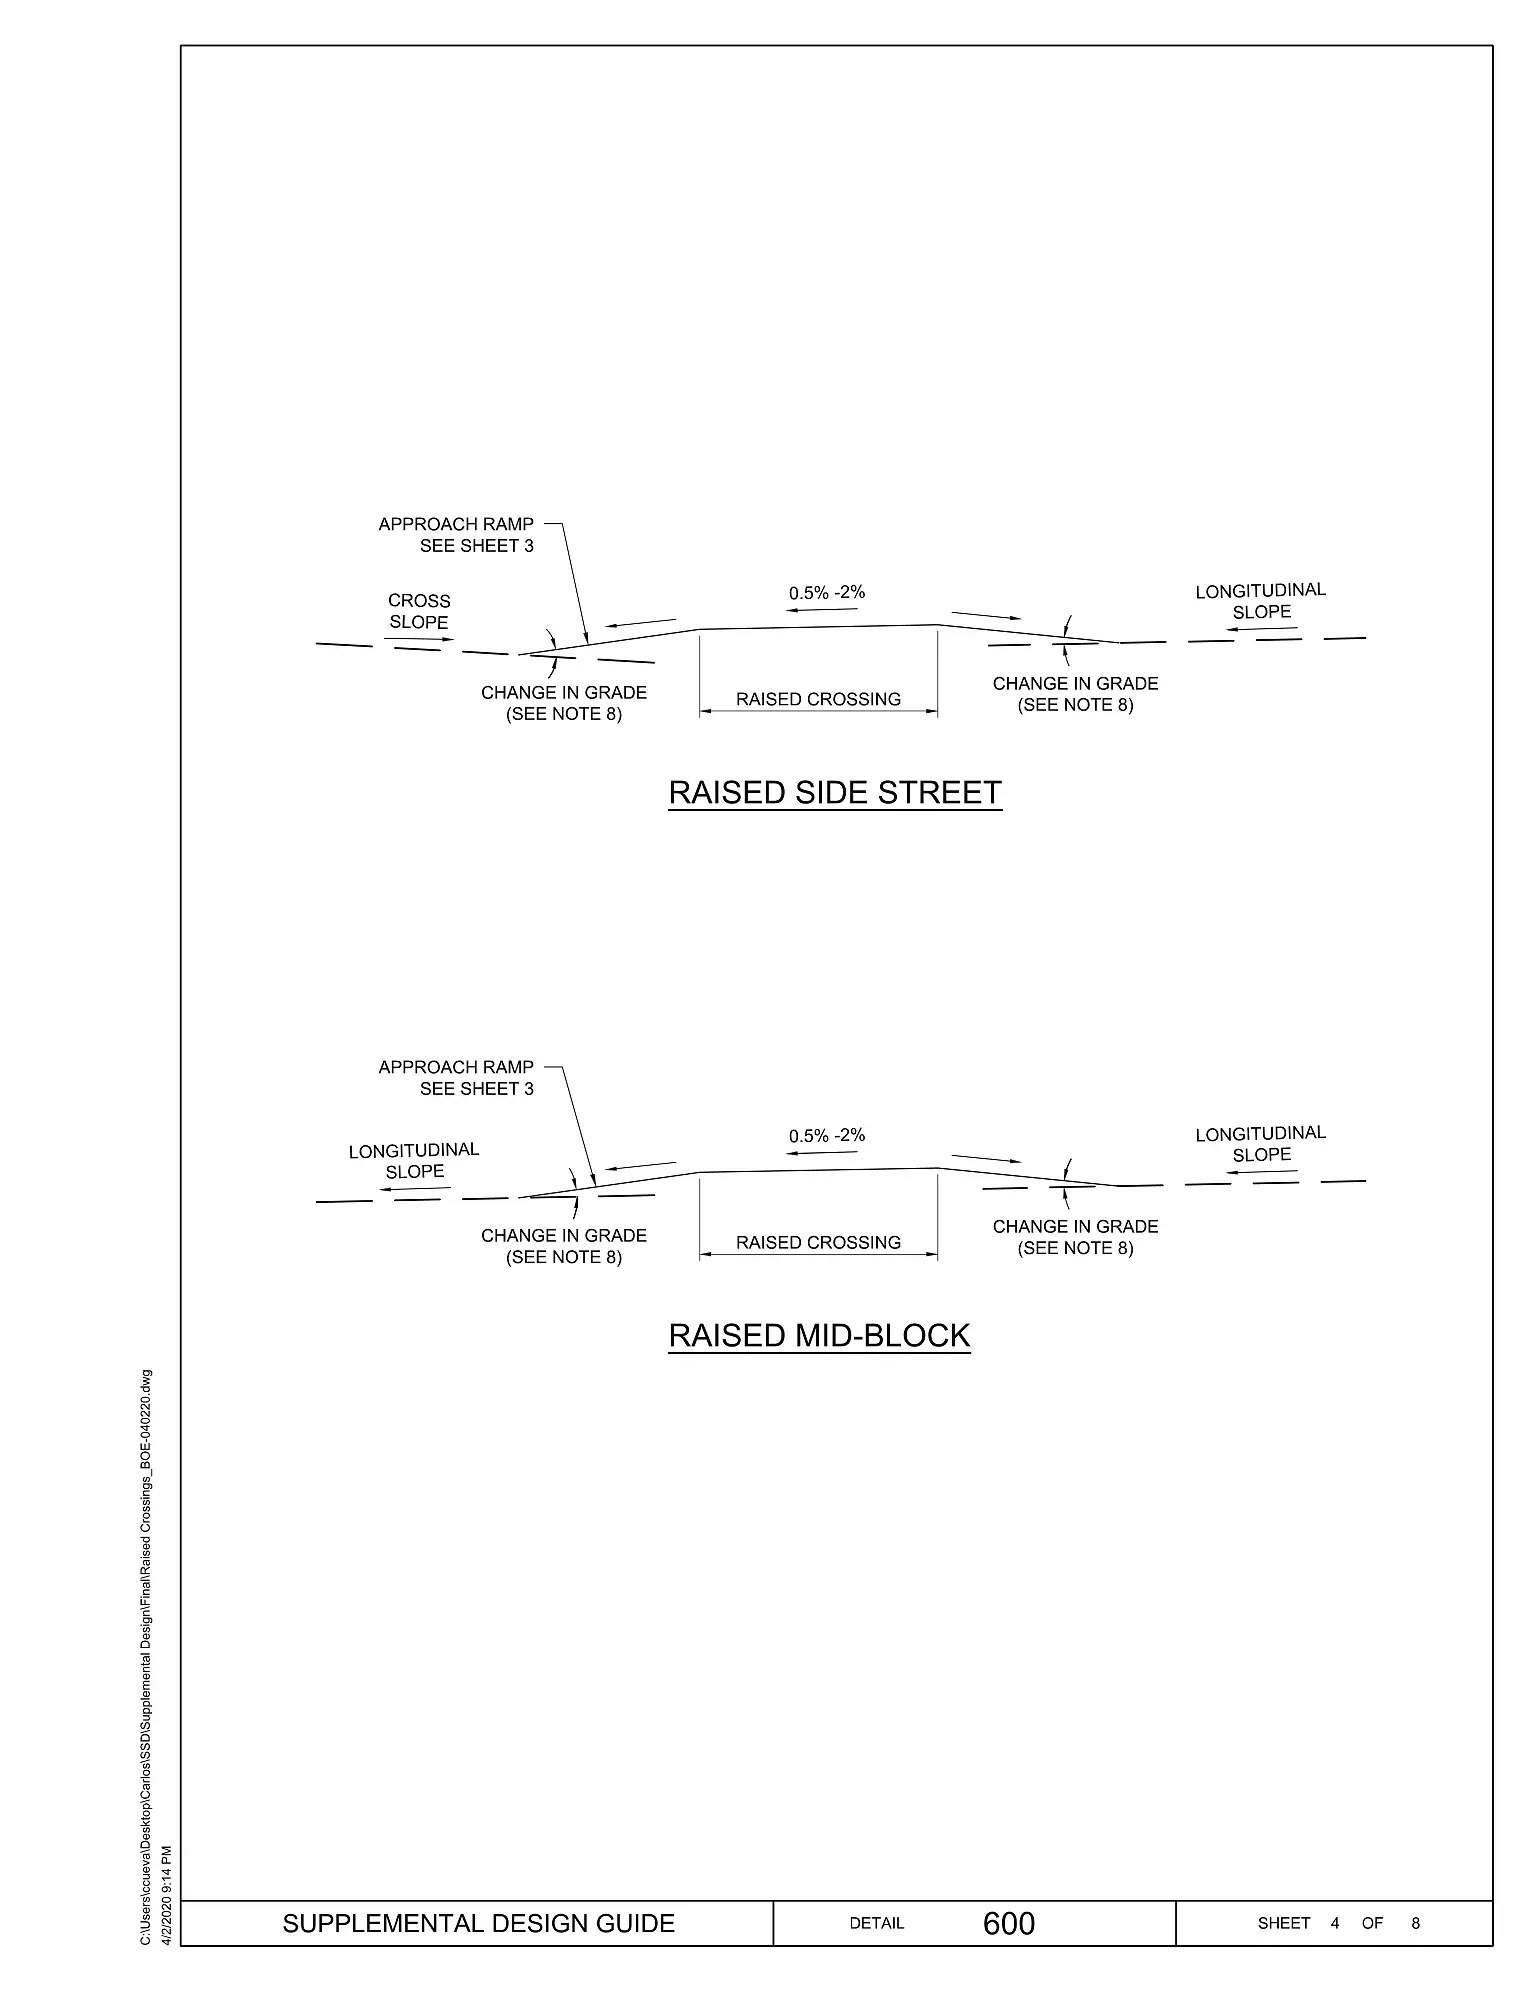 APPROACH RAMP
SEE SHEET 3
CROSS
SLOPE
0.5% -2%
LONGITUDINAL
SLOPE
CHANGE IN GRADE
(SEE NOTE 8)
RAISED CROSSING
CHANGE IN GRADE
(SEE NOTE 8)
RAISED SIDE STREET
APPROACH RAMP
SEE SHEET 3
LONGITUDINAL
SLOPE
0.5% -2%
LONGITUDINAL
SLOPE
CHANGE IN GRADE
(SEE NOTE 8)
RAISED CROSSING
CHANGE IN GRADE
(SEE NOTE 8)
RAISED MID-BLOCK
C:\Users\ccueva\Desktop\Carlos\SSD\Supplemental Design\Final\Raised Crossings_BOE-040220.dwg
4/2/2020 9:14 PM
SUPPLEMENTAL DESIGN GUIDE
DETAIL 600
SHEET 4 OF 8